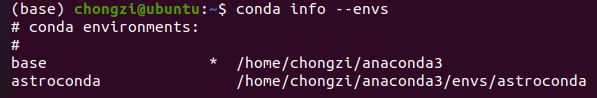 (base) chongzi@ubuntu:~$ conda info --envs
# conda environments:
#
base                  *  /home/chongzi/anaconda3
astroconda               /home/chongzi/anaconda3/envs/astroconda